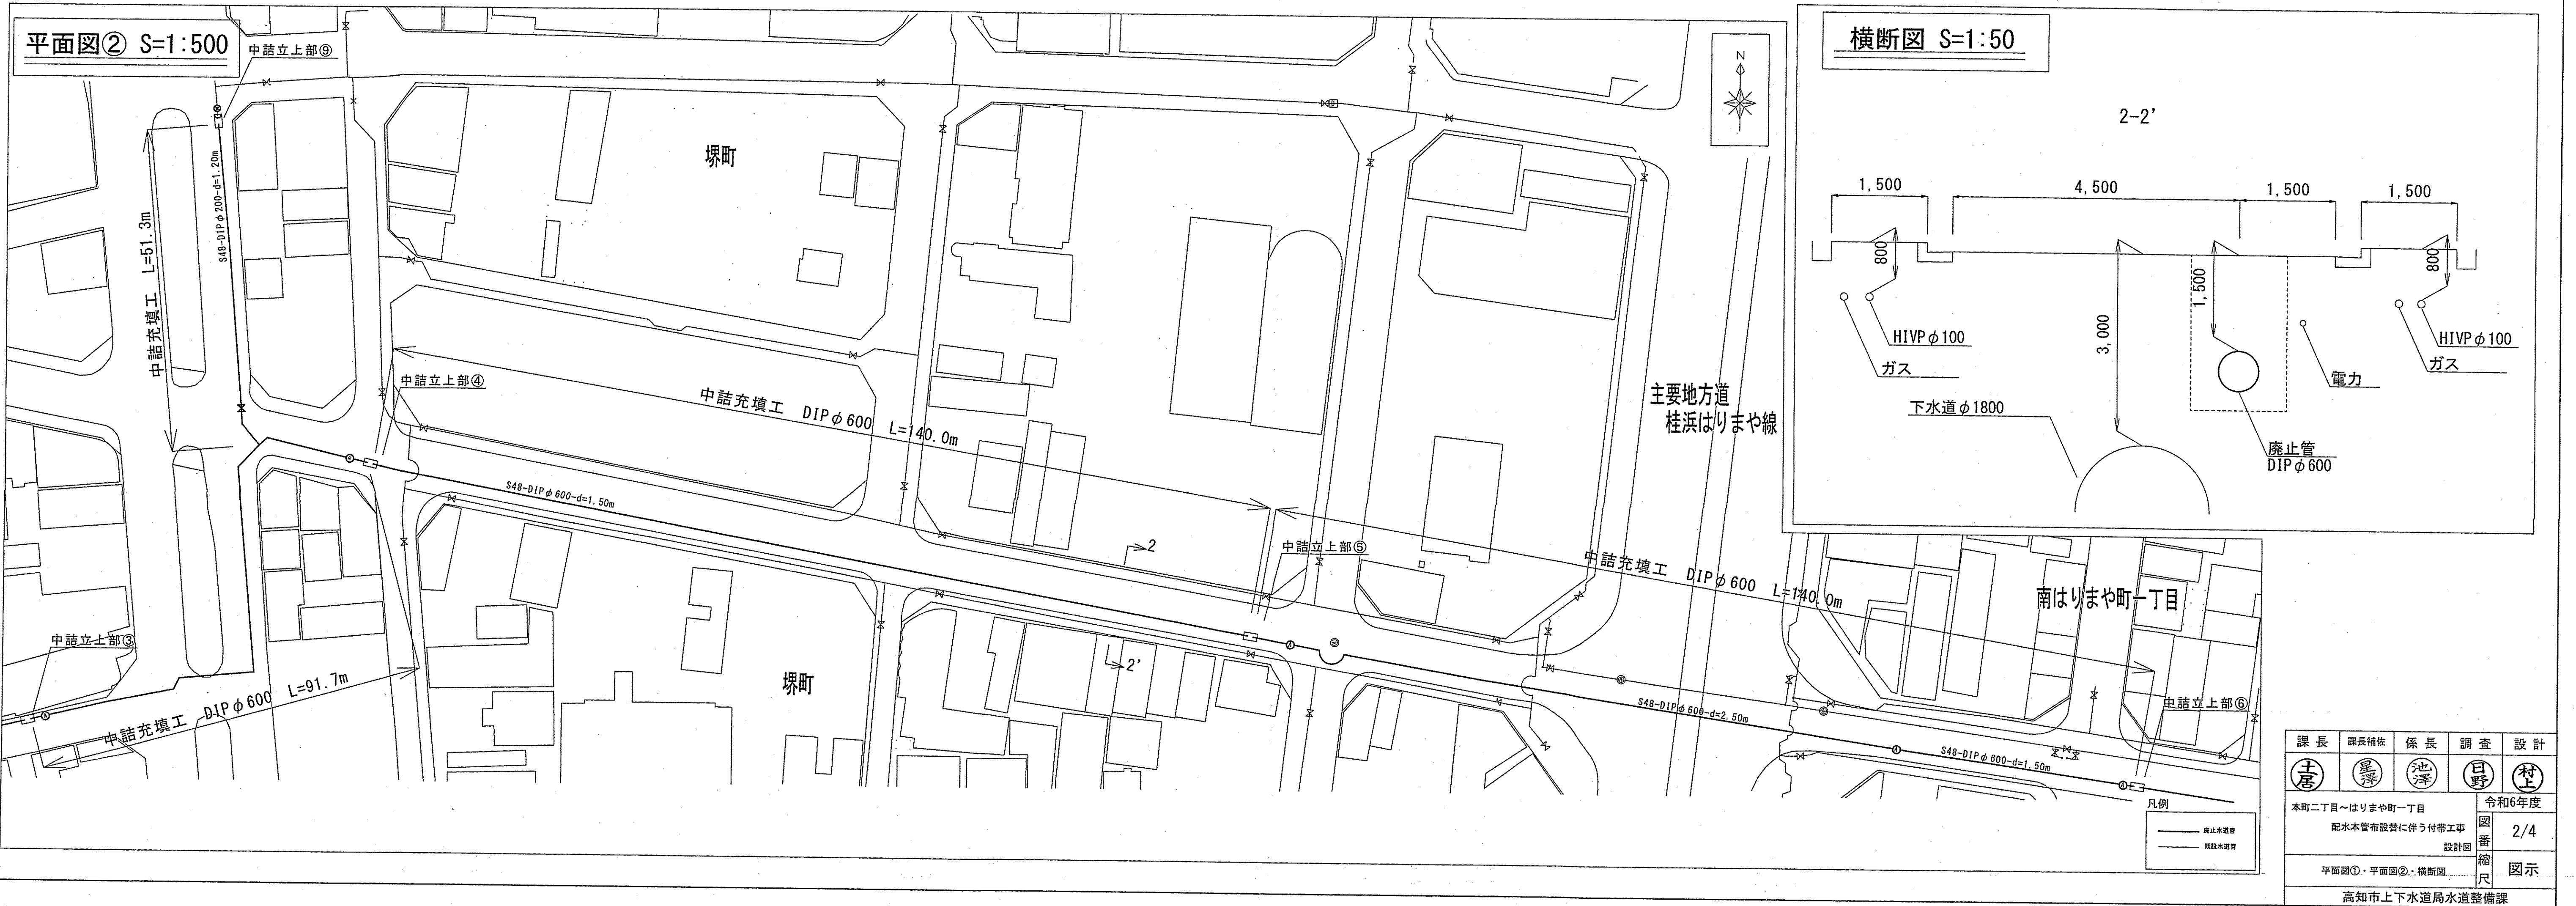 平面図② S=1:500
中詰立上部⑨
S48-DIPφ200-d=1.20m
中詰充填工 L=51.3m
堺町
中詰立上部④
中詰充填工 DIPφ600 L=140.0m
S48-DIPφ600-d=1.50m
中詰立上部③
中詰充填工 DIPφ600 L=91.7m
堺町
2
2'
中詰立上部⑤
中詰充填工 DIPφ600 L=140.0m
主要地方道
桂浜はりまや線
N
南はりまや町一丁目
中詰立上部⑥
S48-DIPφ600-d=2.50m
S48-DIPφ600-d=1.50m
凡例
廃止水道管
既設水道管
横断図 S=1:50
2-2'
1,500
4,500
1,500
1,500
800
3,000
1,500
800
HIVPφ100
ガス
下水道φ1800
廃止管
DIPφ600
電力
HIVPφ100
ガス
課長 課長補佐 係長 調査 設計
土居 星澤 池澤 日野 村上
本町二丁目～はりまや町一丁目
配水本管布設替に伴う付帯工事
設計図
令和6年度
図番 2/4
平面図①・平面図②・横断図
縮尺 図示
高知市上下水道局水道整備課